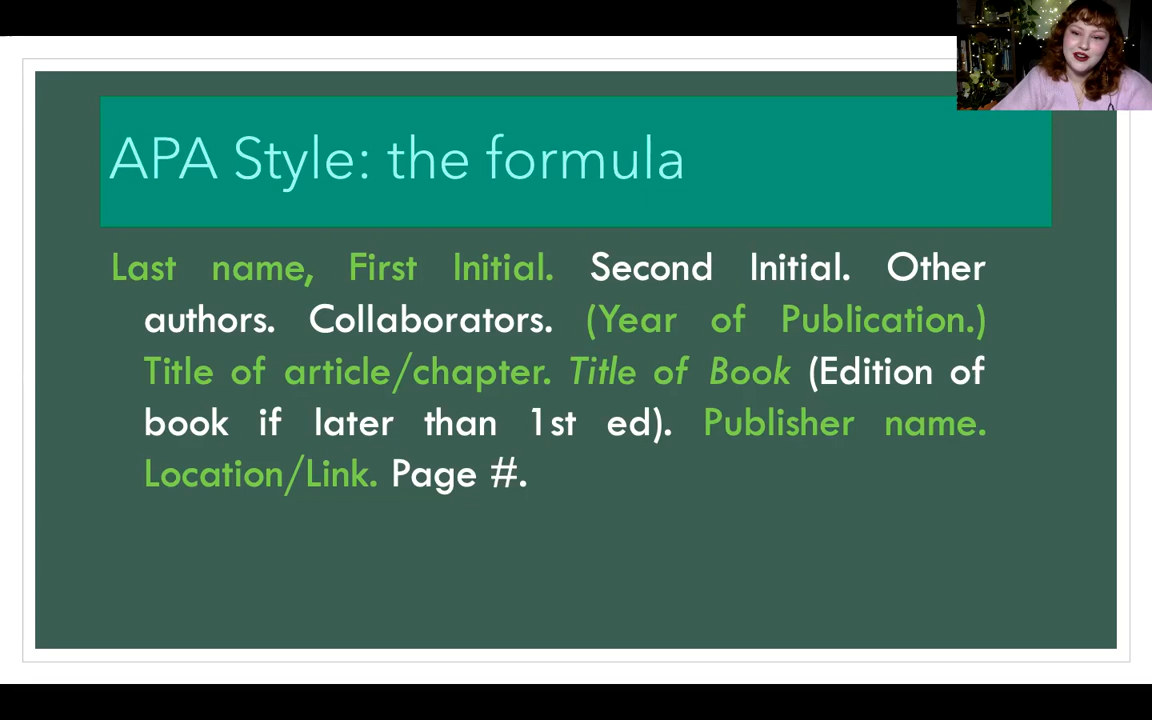 APA Style: the formula
Last name, First Initial. Second Initial. Other
authors. Collaborators. (Year of Publication.)
Title of article/chapter. Title of Book (Edition of
book if later than 1st ed). Publisher name.
Location/Link. Page #.